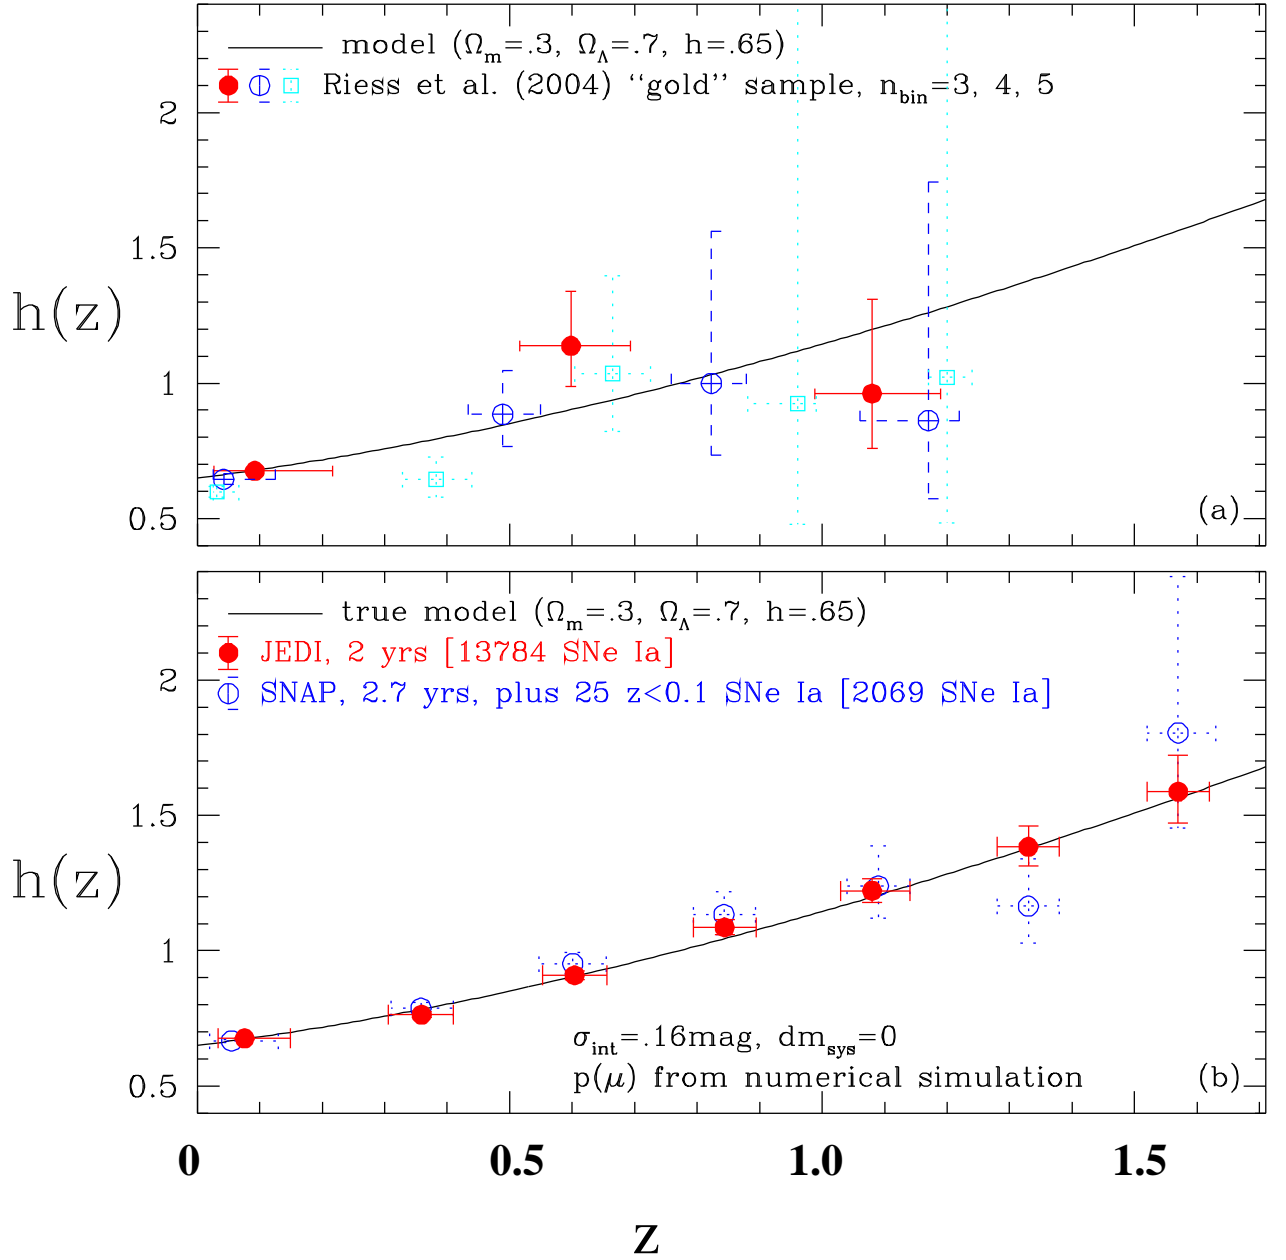 model (Ωm=.3, ΩΛ=.7, h=.65)
Riess et al. (2004) “gold” sample, nbin=3, 4, 5
2
1.5
h(z)
1
0.5
(a)
true model (Ωm=.3, ΩΛ=.7, h=.65)
JEDI, 2 yrs [13784 SNe Ia]
SNAP, 2.7 yrs, plus 25 z<0.1 SNe Ia [2069 SNe Ia]
2
1.5
h(z)
1
σint=.16mag, dmsys=0
p(μ) from numerical simulation
(b)
0.5
0 0.5 1.0 1.5
z